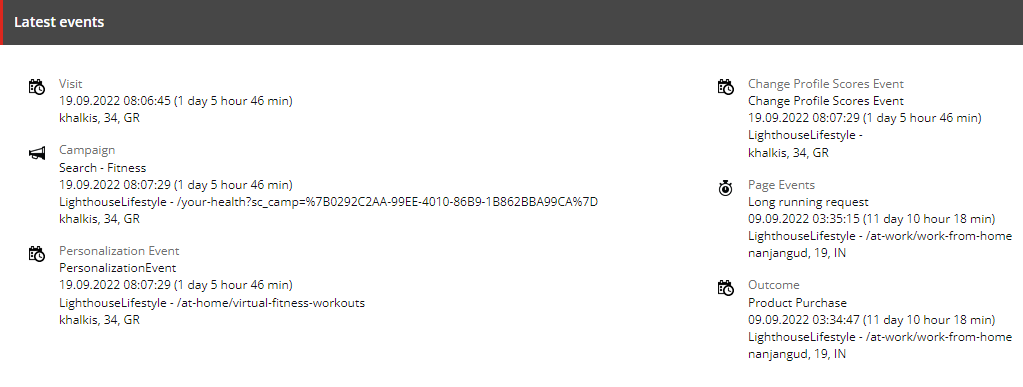 Latest events
Visit
19.09.2022 08:06:45 (1 day 5 hour 46 min)
khalkis, 34, GR
Campaign
Search - Fitness
19.09.2022 08:07:29 (1 day 5 hour 46 min)
LighthouseLifestyle - /your-health?sc_camp=%7B0292C2AA-99EE-4010-86B9-1B862BBA99CA%7D
khalkis, 34, GR
Personalization Event
PersonalizationEvent
19.09.2022 08:07:29 (1 day 5 hour 46 min)
LighthouseLifestyle - /at-home/virtual-fitness-workouts
khalkis, 34, GR
Change Profile Scores Event
Change Profile Scores Event
19.09.2022 08:07:29 (1 day 5 hour 46 min)
LighthouseLifestyle -
khalkis, 34, GR
Page Events
Long running request
09.09.2022 03:35:15 (11 day 10 hour 18 min)
LighthouseLifestyle - /at-work/work-from-home
nanjangud, 19, IN
Outcome
Product Purchase
09.09.2022 03:34:47 (11 day 10 hour 18 min)
LighthouseLifestyle - /at-work/work-from-home
nanjangud, 19, IN